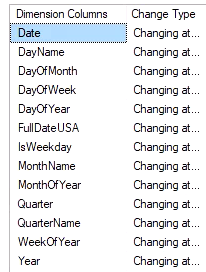 Dimension Columns Change Type
Date Changing at...
DayName Changing at...
DayOfMonth Changing at...
DayOfWeek Changing at...
DayOfYear Changing at...
FullDateUSA Changing at...
IsWeekday Changing at...
MonthName Changing at...
MonthOfYear Changing at...
Quarter Changing at...
QuarterName Changing at...
WeekOfYear Changing at...
Year Changing at...